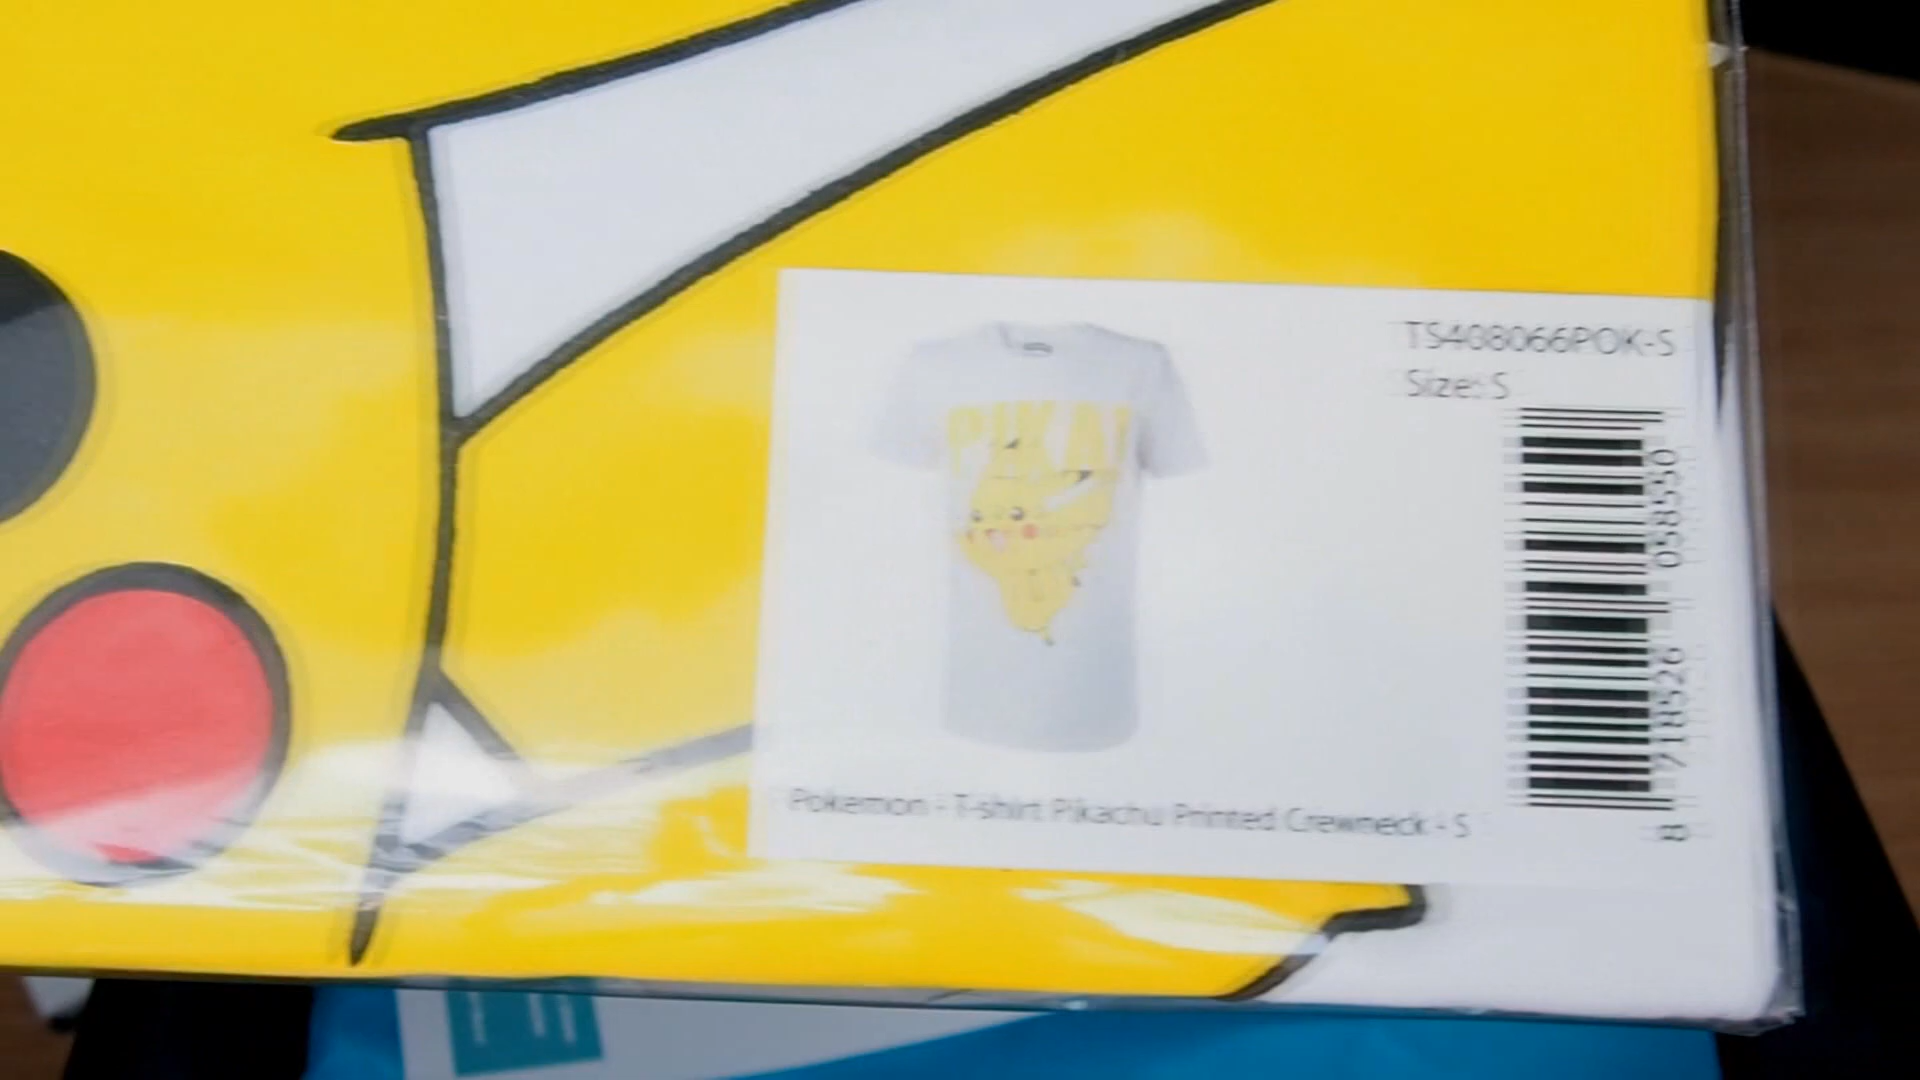 TS408066POK-S
Size: S
PIKA!
8 718526 058550
Pokemon - T-shirt Pikachu Printed Crewneck - S